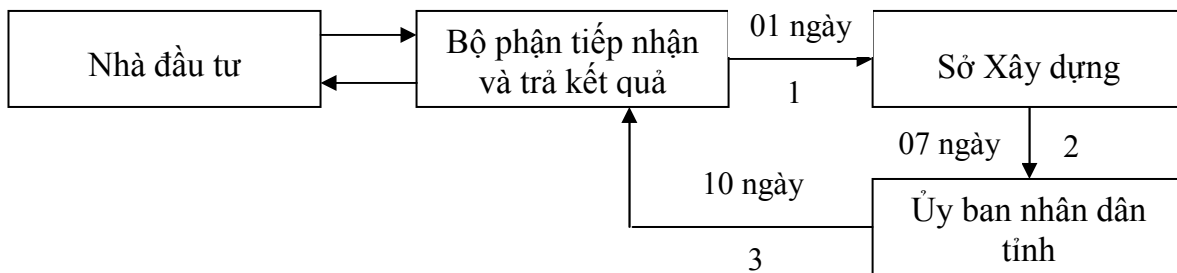 Nhà đầu tư
Bộ phận tiếp nhận
và trả kết quả
01 ngày
1
Sở Xây dựng
07 ngày
2
Ủy ban nhân dân
tỉnh
10 ngày
3